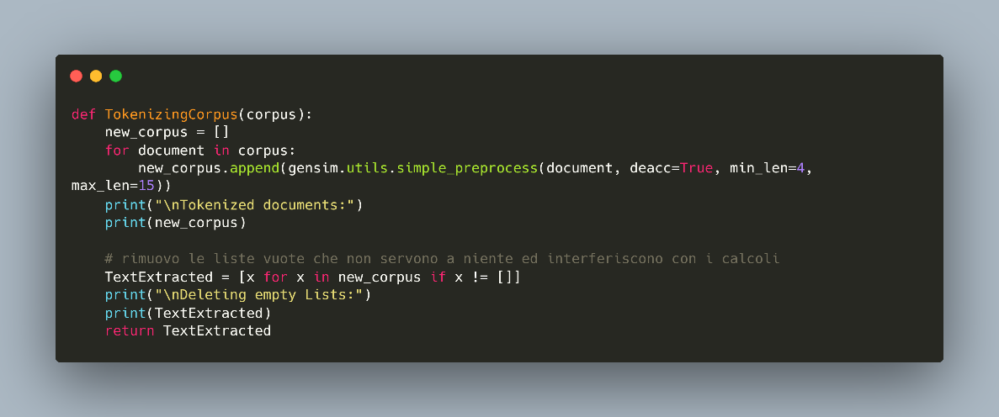 def TokenizingCorpus(corpus):
    new_corpus = []
    for document in corpus:
        new_corpus.append(gensim.utils.simple_preprocess(document, deacc=True, min_len=4,
max_len=15))
    print("\nTokenized documents:")
    print(new_corpus)

    # rimuovo le liste vuote che non servono a niente ed interferiscono con i calcoli
    TextExtracted = [x for x in new_corpus if x != []]
    print("\nDeleting empty Lists:")
    print(TextExtracted)
    return TextExtracted